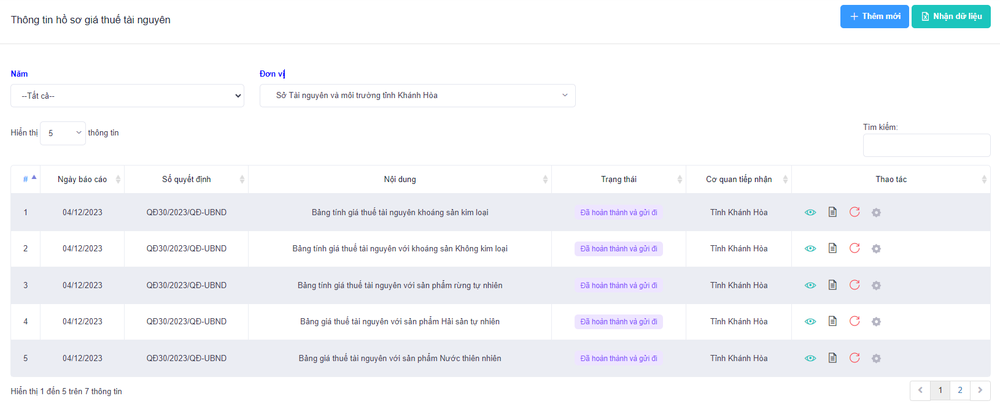 Thông tin hồ sơ giá thuế tài nguyên
Thêm mới
Nhận dữ liệu
Năm
Đơn vị
--Tất cả--
Sở Tài nguyên và môi trường tỉnh Khánh Hòa
Hiển thị 5 thông tin
Tìm kiếm:
# Ngày báo cáo Số quyết định Nội dung Trạng thái Cơ quan tiếp nhận Thao tác
1 04/12/2023 QĐ30/2023/QĐ-UBND Bảng tính giá thuế tài nguyên khoáng sản kim loại Đã hoàn thành và gửi đi Tỉnh Khánh Hòa
2 04/12/2023 QĐ30/2023/QĐ-UBND Bảng tính giá thuế tài nguyên với khoáng sản Không kim loại Đã hoàn thành và gửi đi Tỉnh Khánh Hòa
3 04/12/2023 QĐ30/2023/QĐ-UBND Bảng tính giá thuế tài nguyên với sản phẩm rừng tự nhiên Đã hoàn thành và gửi đi Tỉnh Khánh Hòa
4 04/12/2023 QĐ30/2023/QĐ-UBND Bảng giá thuế tài nguyên với sản phẩm Hải sản tự nhiên Đã hoàn thành và gửi đi Tỉnh Khánh Hòa
5 04/12/2023 QĐ30/2023/QĐ-UBND Bảng giá thuế tài nguyên với sản phẩm Nước thiên nhiên Đã hoàn thành và gửi đi Tỉnh Khánh Hòa
Hiển thị 1 đến 5 trên 7 thông tin
1 2